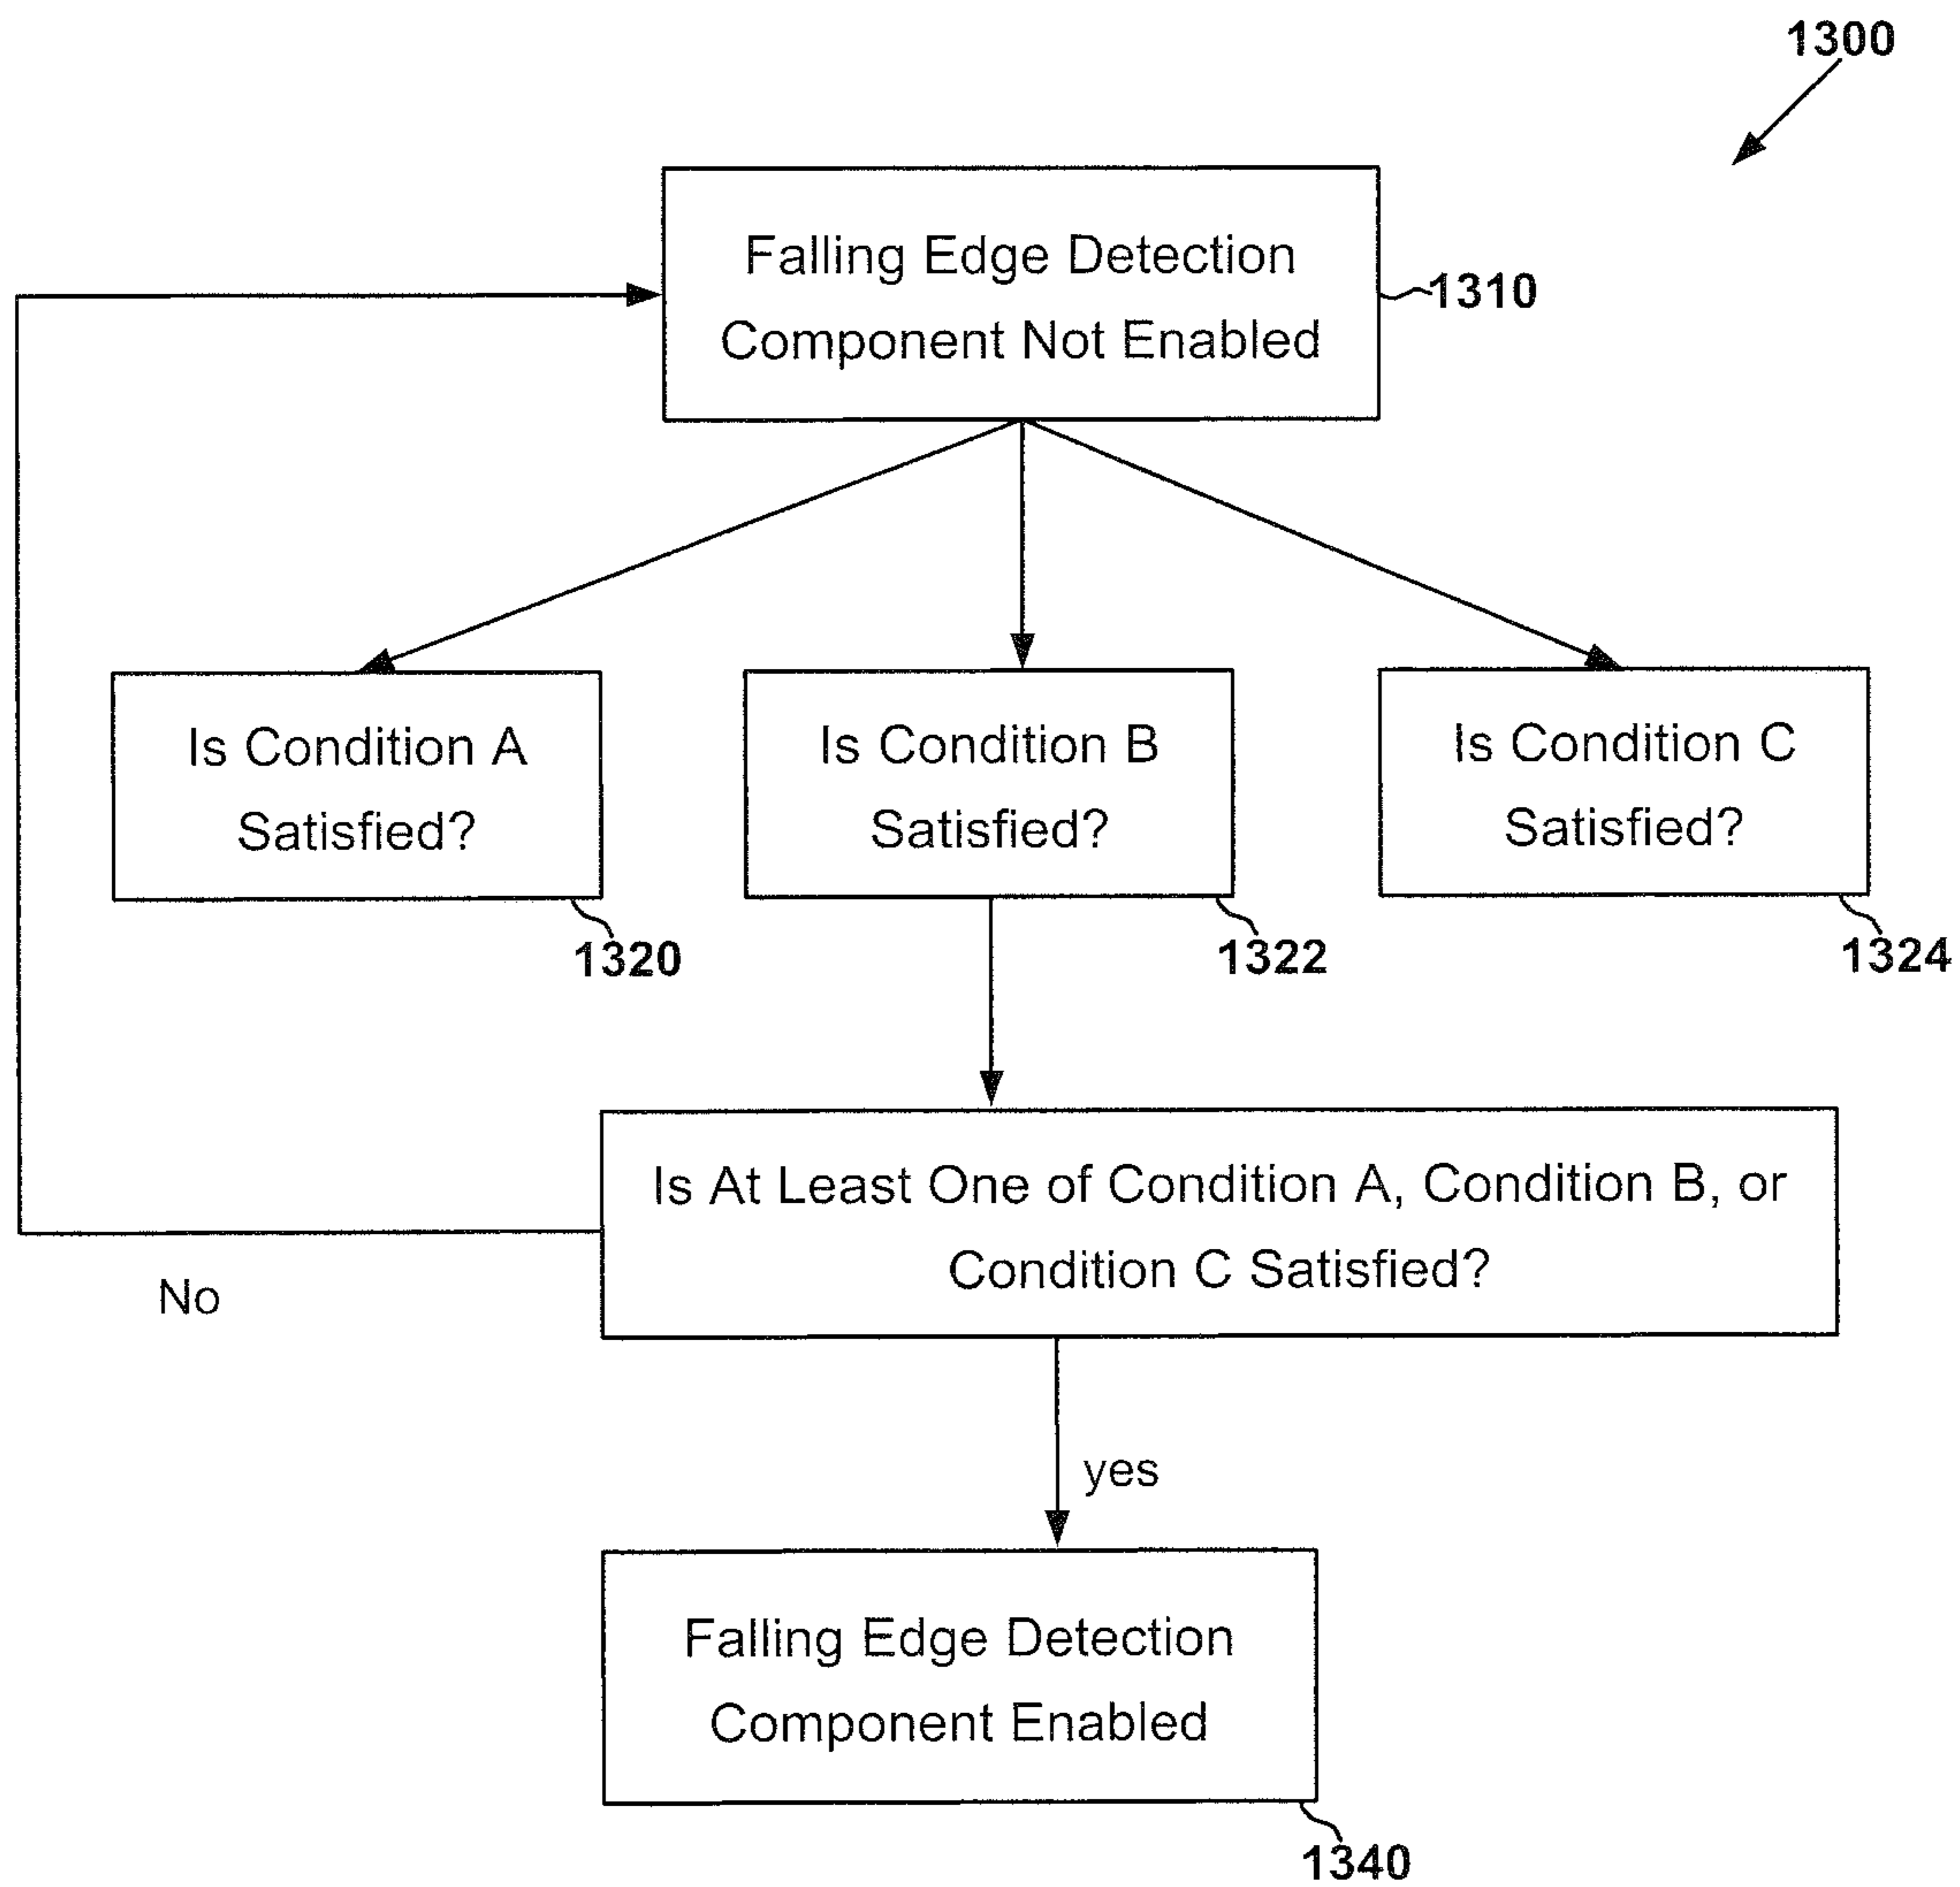 1300
Falling Edge Detection
Component Not Enabled
1310
Is Condition A
Satisfied?
1320
Is Condition B
Satisfied?
1322
Is Condition C
Satisfied?
1324
Is At Least One of Condition A, Condition B, or
Condition C Satisfied?
No
yes
Falling Edge Detection
Component Enabled
1340